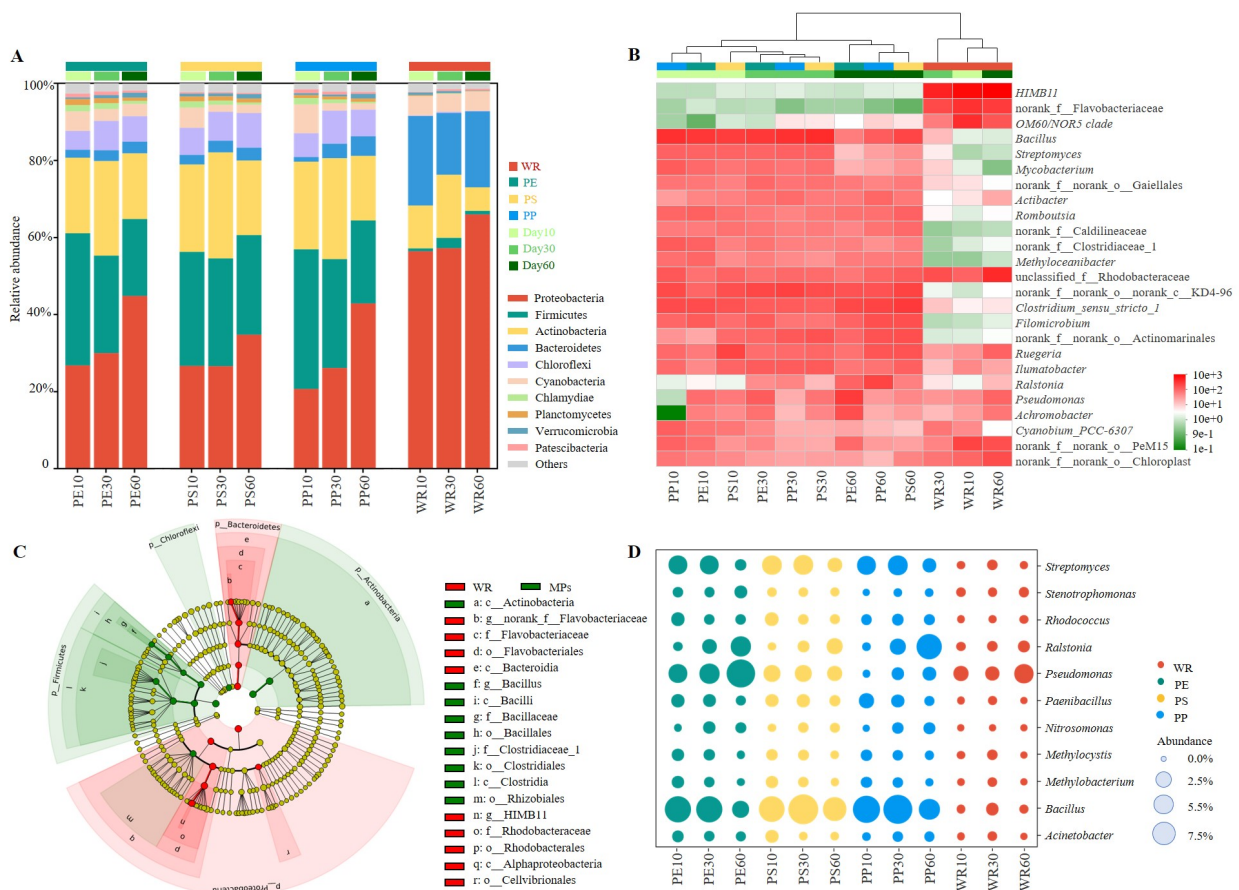 A
Relative abundance
100%
80%
60%
40%
20%
0
PE10 PE30 PE60 PS10 PS30 PS60 PP10 PP30 PP60 WR10 WR30 WR60
WR
PE
PS
PP
Day10
Day30
Day60
Proteobacteria
Firmicutes
Actinobacteria
Bacteroidetes
Chloroflexi
Cyanobacteria
Chlamydiae
Planctomycetes
Verrucomicrobia
Patescibacteria
Others
B
HIMB11
norank_f__Flavobacteriaceae
OM60/NOR5 clade
Bacillus
Streptomyces
Mycobacterium
norank_f__norank_o__Gaiellales
Actibacter
Romboutsia
norank_f__Caldilineaceae
norank_f__Clostridiaceae_1
Methyloceanibacter
unclassified_f__Rhodobacteraceae
norank_f__norank_o__norank_c__KD4-96
Clostridium_sensu_stricto_1
Filomicrobium
norank_f__norank_o__Actinomarinales
Ruegeria
Ilumatobacter
Ralstonia
Pseudomonas
Achromobacter
Cyanobium_PCC-6307
norank_f__norank_o__PeM15
norank_f__norank_o__Chloroplast
PP10 PE10 PS10 PE30 PP30 PS30 PE60 PP60 PS60 WR30 WR10 WR60
10e+3
10e+2
10e+1
10e+0
9e-1
1e-1
C
p__Chloroflexi
p__Bacteroidetes
p__Actinobacteria
p__Firmicutes
p__Proteobacteria
e
d
c
b
a
i
h
g
f
j
l
k
m
q
n
o
p
r
WR MPs
a: c__Actinobacteria
b: g__norank_f__Flavobacteriaceae
c: f__Flavobacteriaceae
d: o__Flavobacteriales
e: c__Bacteroidia
f: g__Bacillus
i: c__Bacilli
g: f__Bacillaceae
h: o__Bacillales
j: f__Clostridiaceae_1
k: o__Clostridiales
l: c__Clostridia
m: o__Rhizobiales
n: g__HIMB11
o: f__Rhodobacteraceae
p: o__Rhodobacterales
q: c__Alphaproteobacteria
r: o__Cellvibrionales
D
Streptomyces
Stenotrophomonas
Rhodococcus
Ralstonia
Pseudomonas
Paenibacillus
Nitrosomonas
Methylocystis
Methylobacterium
Bacillus
Acinetobacter
PE10 PE30 PE60 PS10 PS30 PS60 PP10 PP30 PP60 WR10 WR30 WR60
WR
PE
PS
PP
Abundance
0.0%
2.5%
5.5%
7.5%